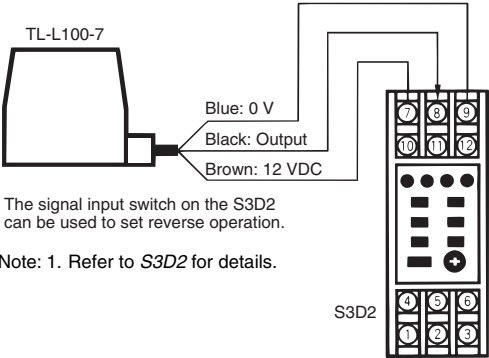 TL-L100-7
Blue: 0 V
Black: Output
Brown: 12 VDC
7 8 9
10 11 12
The signal input switch on the S3D2
can be used to set reverse operation.
Note: 1. Refer to S3D2 for details.
S3D2
4 5 6
1 2 3